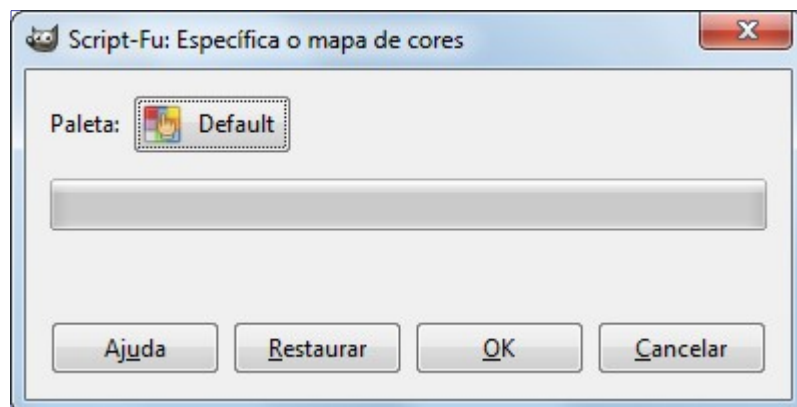 Script-Fu: Específica o mapa de cores
Paleta: Default
Ajuda Restaurar OK Cancelar